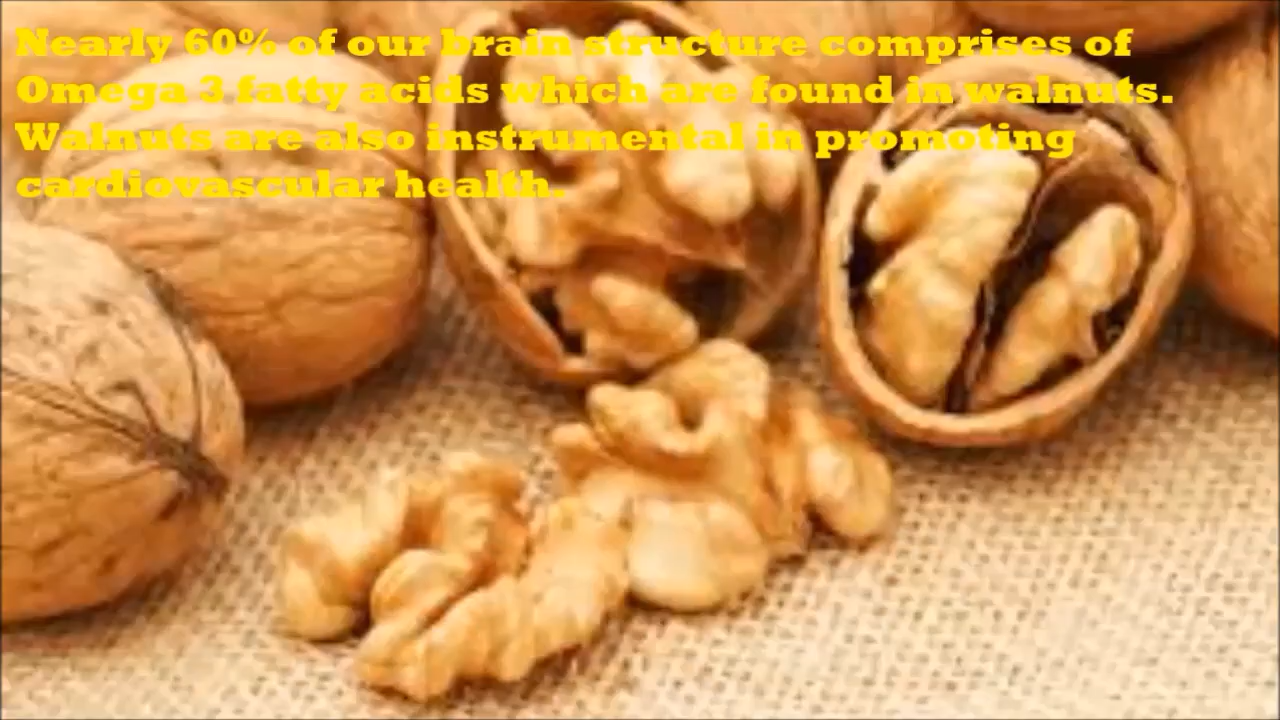 Nearly 60% of our brain structure comprises of
Omega 3 fatty acids which are found in walnuts.
Walnuts are also instrumental in promoting
cardiovascular health.